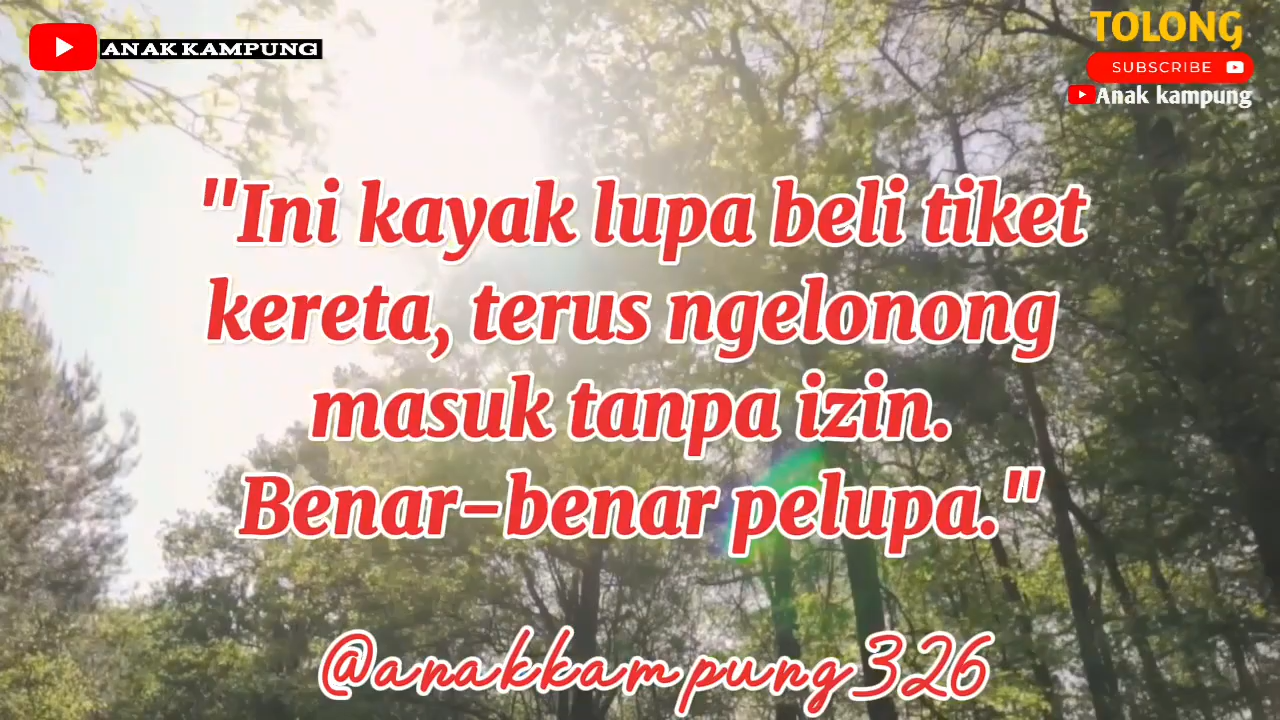 ANAK KAMPUNG
TOLONG
SUBSCRIBE
Anak kampung
"Ini kayak lupa beli tiket
kereta, terus ngelonong
masuk tanpa izin.
Benar-benar pelupa."
@anakkampung326